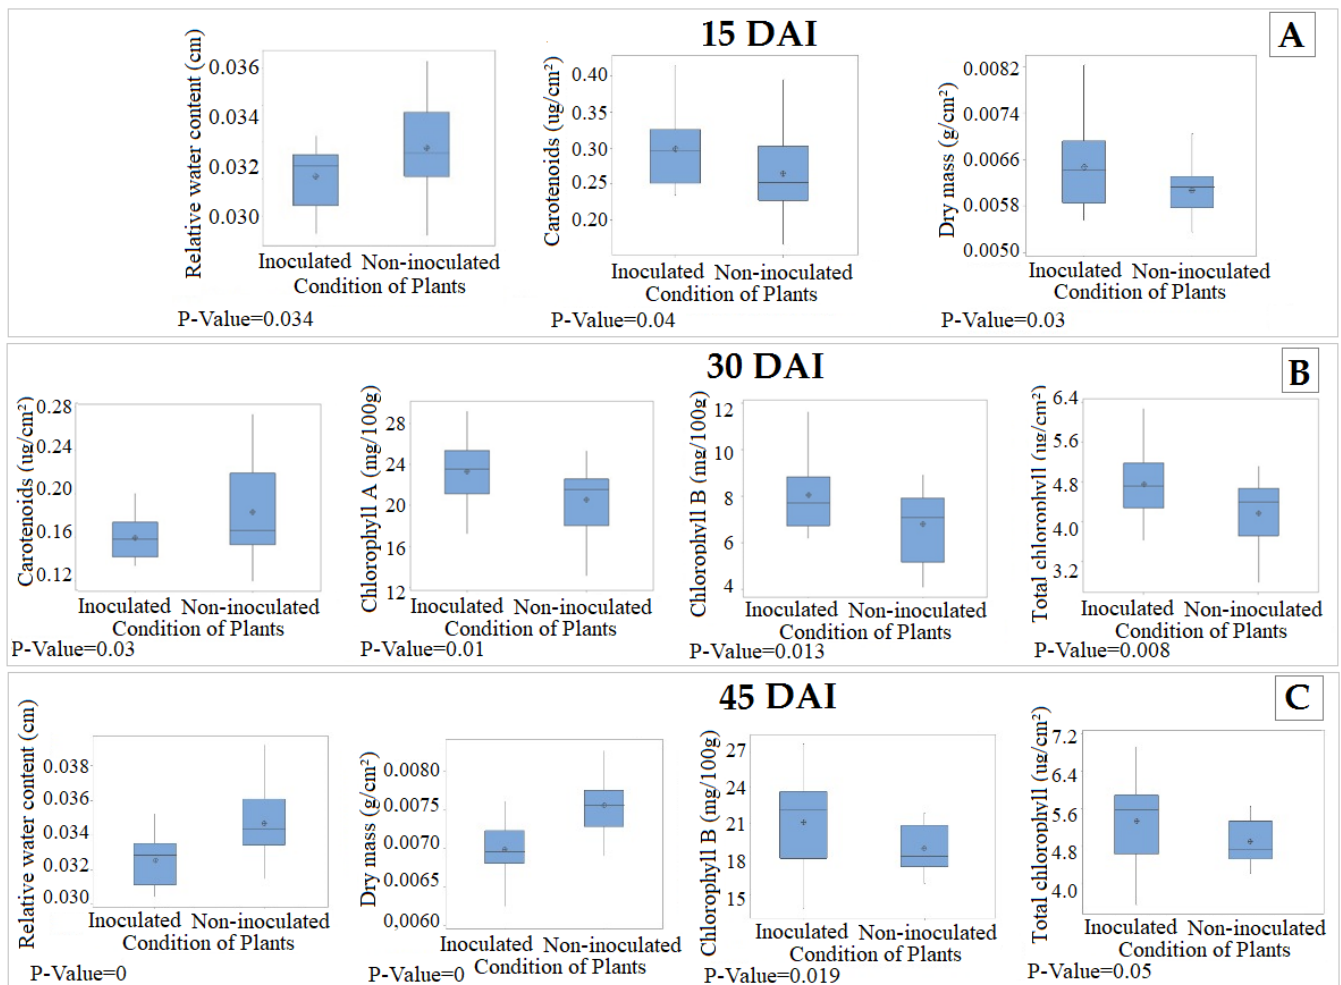 15 DAI
A
Relative water content (cm)
0.036
0.034
0.032
0.030
Inoculated Non-inoculated
Condition of Plants
P-Value=0.034
Carotenoids (ug/cm²)
0.40
0.35
0.30
0.25
0.20
Inoculated Non-inoculated
Condition of Plants
P-Value=0.04
Dry mass (g/cm²)
0.0082
0.0074
0.0066
0.0058
0.0050
Inoculated Non-inoculated
Condition of Plants
P-Value=0.03
30 DAI
B
Carotenoids (ug/cm²)
0.28
0.24
0.20
0.16
0.12
Inoculated Non-inoculated
Condition of Plants
P-Value=0.03
Chlorophyll A (mg/100g)
28
24
20
16
12
Inoculated Non-inoculated
Condition of Plants
P-Value=0.01
Chlorophyll B (mg/100g)
12
10
8
6
4
Inoculated Non-inoculated
Condition of Plants
P-Value=0.013
Total chlorophyll (ug/cm²)
6.4
5.6
4.8
4.0
3.2
Inoculated Non-inoculated
Condition of Plants
P-Value=0.008
45 DAI
C
Relative water content (cm)
0.038
0.036
0.034
0.032
0.030
Inoculated Non-inoculated
Condition of Plants
P-Value=0
Dry mass (g/cm²)
0.0080
0.0075
0.0070
0.0065
0,0060
Inoculated Non-inoculated
Condition of Plants
P-Value=0
Chlorophyll B (mg/100g)
27
24
21
18
15
Inoculated Non-inoculated
Condition of Plants
P-Value=0.019
Total chlorophyll (ug/cm²)
7.2
6.4
5.6
4.8
4.0
Inoculated Non-inoculated
Condition of Plants
P-Value=0.05